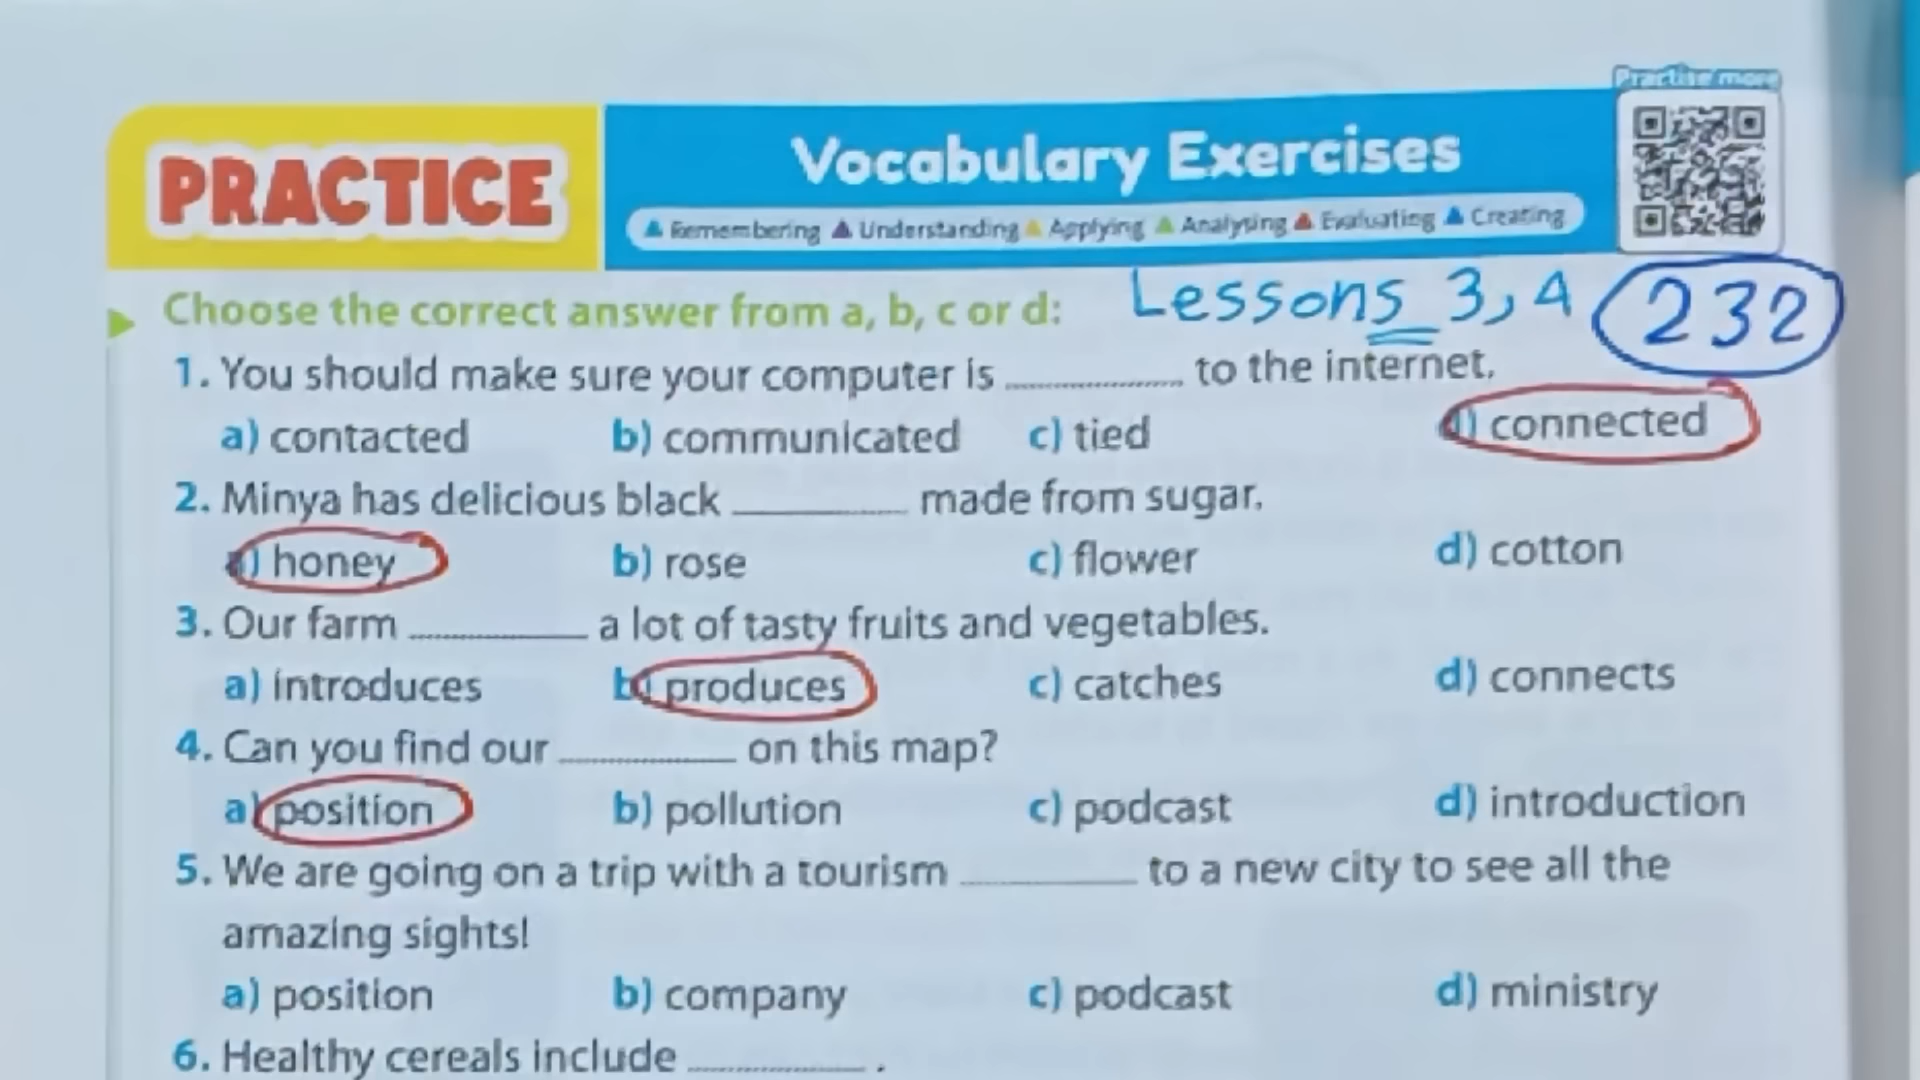 Practise more
PRACTICE
Vocabulary Exercises
Remembering Understanding Applying Analysing Evaluating Creating
Choose the correct answer from a, b, c or d:
Lessons 3, 4
232
1. You should make sure your computer is ............ to the internet.
a) contacted b) communicated c) tied d) connected
2. Minya has delicious black ............ made from sugar.
a) honey b) rose c) flower d) cotton
3. Our farm ............ a lot of tasty fruits and vegetables.
a) introduces b) produces c) catches d) connects
4. Can you find our ............ on this map?
a) position b) pollution c) podcast d) introduction
5. We are going on a trip with a tourism ............ to a new city to see all the
amazing sights!
a) position b) company c) podcast d) ministry
6. Healthy cereals include ............ .